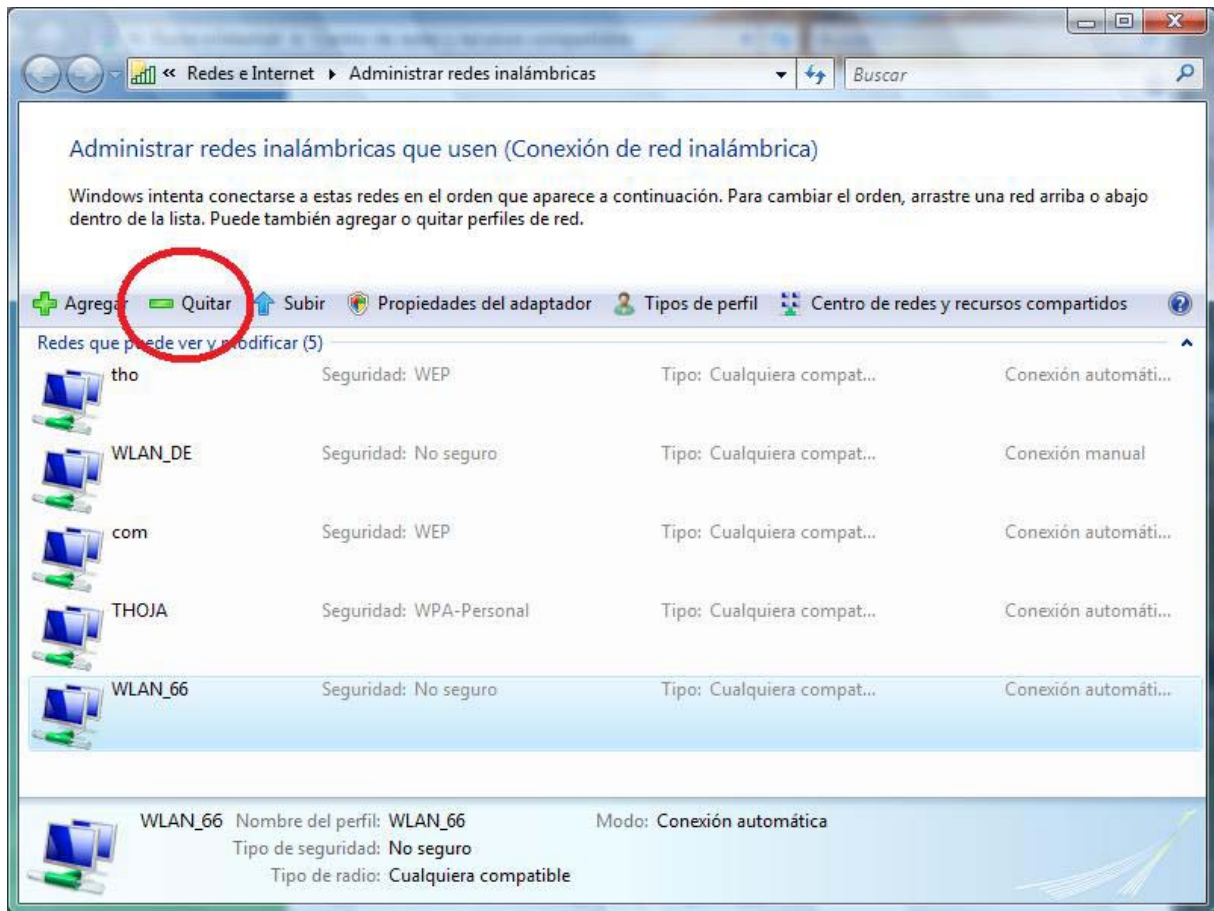 « Redes e Internet Administrar redes inalámbricas Buscar
Administrar redes inalámbricas que usen (Conexión de red inalámbrica)
Windows intenta conectarse a estas redes en el orden que aparece a continuación. Para cambiar el orden, arrastre una red arriba o abajo
dentro de la lista. Puede también agregar o quitar perfiles de red.
Agregar Quitar Subir Propiedades del adaptador Tipos de perfil Centro de redes y recursos compartidos
Redes que puede ver y modificar (5)
tho Seguridad: WEP Tipo: Cualquiera compat... Conexión automáti...
WLAN_DE Seguridad: No seguro Tipo: Cualquiera compat... Conexión manual
com Seguridad: WEP Tipo: Cualquiera compat... Conexión automáti...
THOJA Seguridad: WPA-Personal Tipo: Cualquiera compat... Conexión automáti...
WLAN_66 Seguridad: No seguro Tipo: Cualquiera compat... Conexión automáti...
WLAN_66 Nombre del perfil: WLAN_66 Modo: Conexión automática
Tipo de seguridad: No seguro
Tipo de radio: Cualquiera compatible